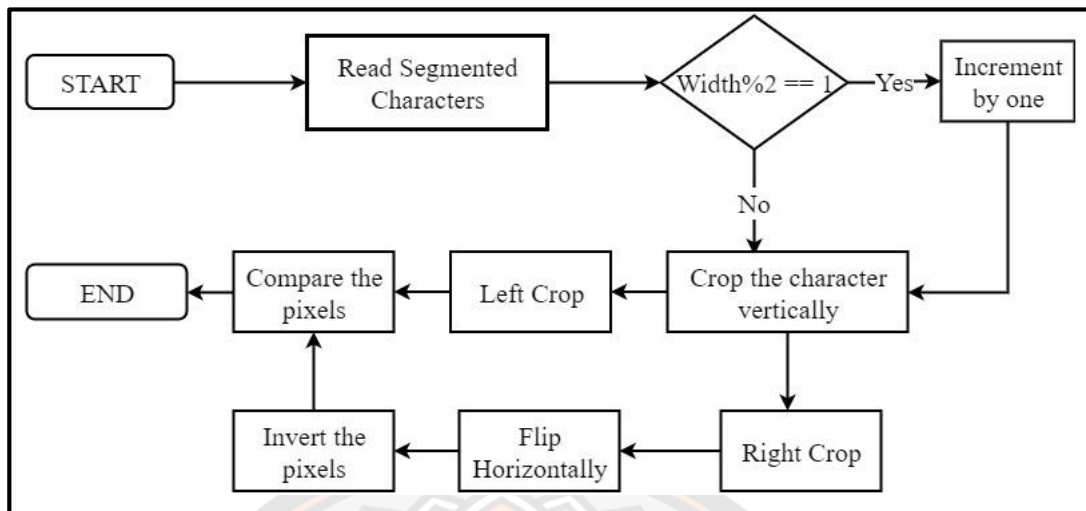 START
Read Segmented
Characters
Width%2 == 1
Yes
Increment
by one
No
END
Compare the
pixels
Left Crop
Crop the character
vertically
Invert the
pixels
Flip
Horizontally
Right Crop